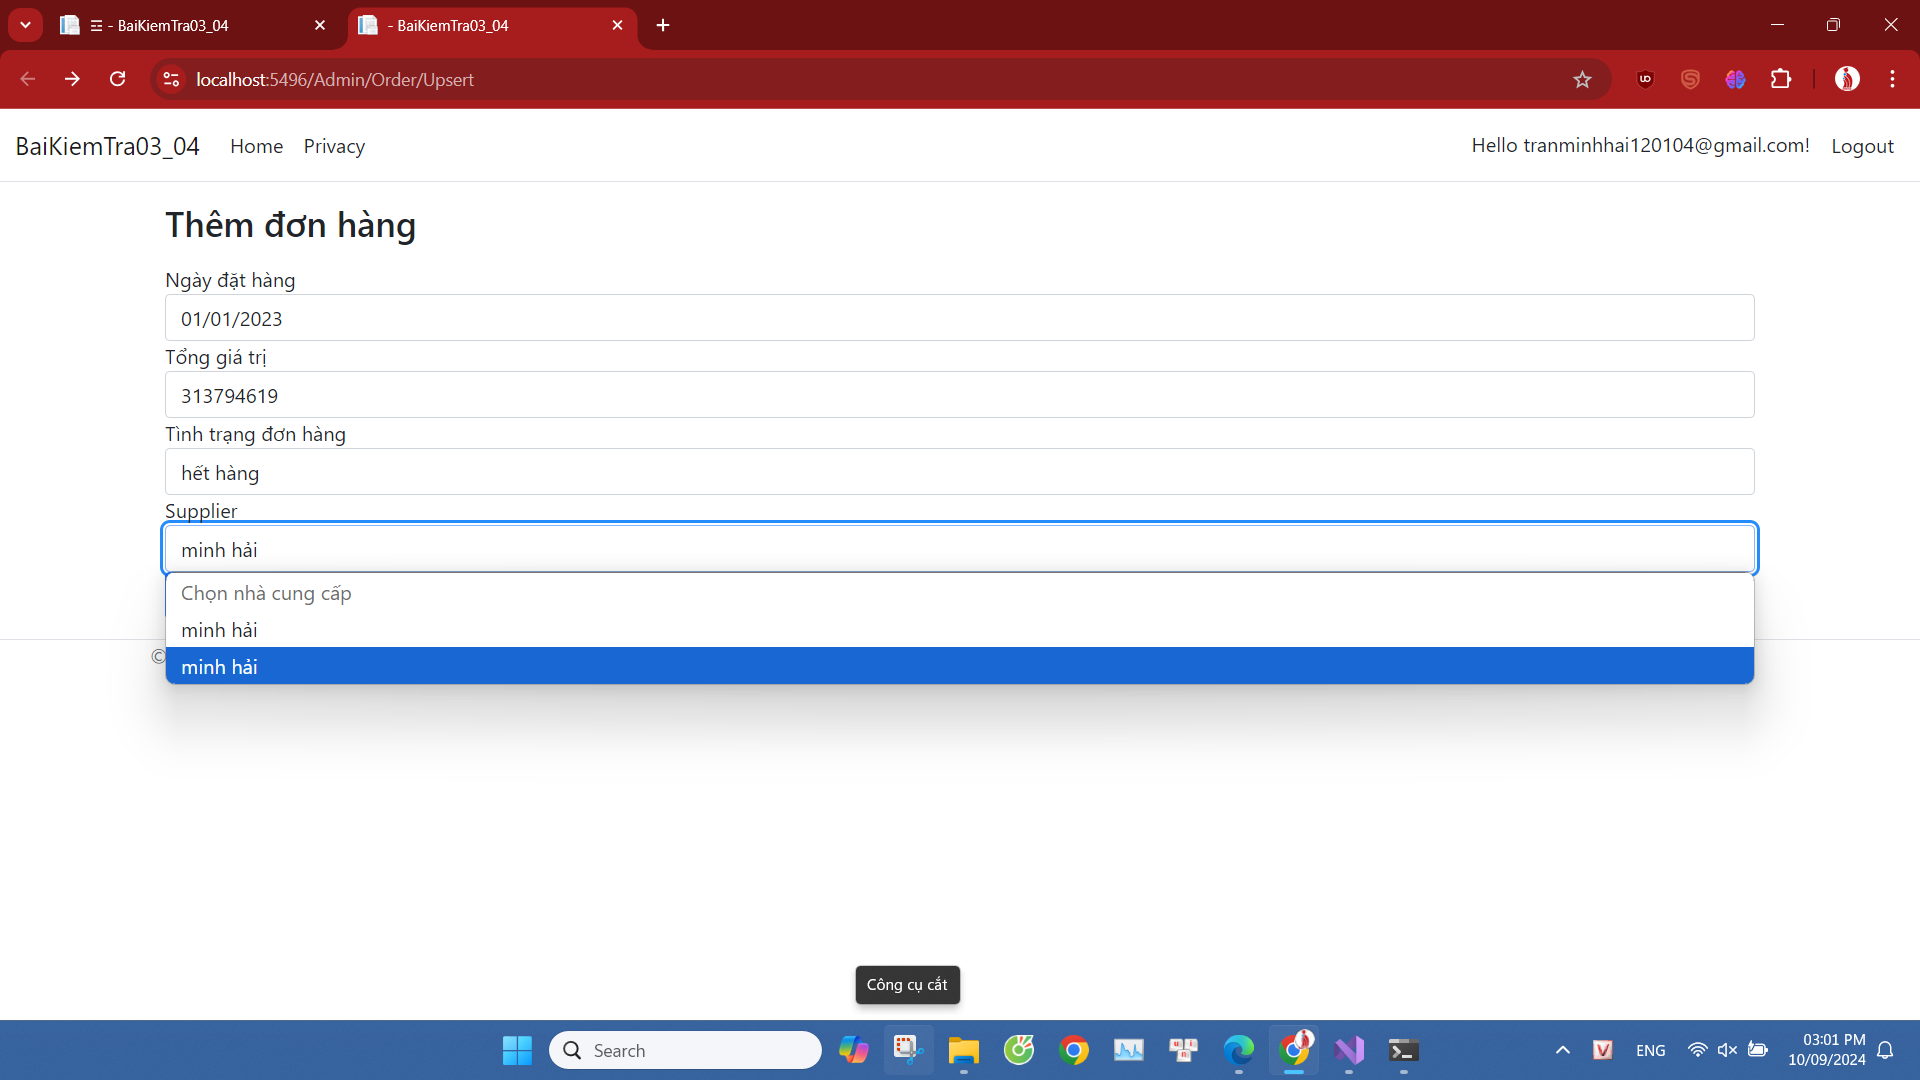 ☲ - BaiKiemTra03_04
- BaiKiemTra03_04
localhost:5496/Admin/Order/Upsert
BaiKiemTra03_04
Home
Privacy
Hello tranminhhai120104@gmail.com!
Logout
Thêm đơn hàng
Ngày đặt hàng
01/01/2023
Tổng giá trị
313794619
Tình trạng đơn hàng
hết hàng
Supplier
minh hải
Chọn nhà cung cấp
minh hải
minh hải
©
Công cụ cắt
Search
ENG
03:01 PM
10/09/2024